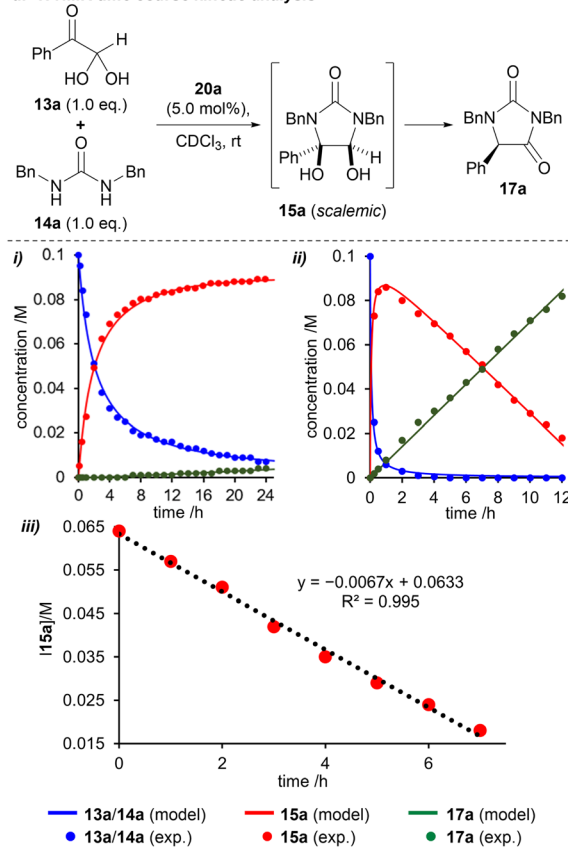 O
Ph
H
HO OH
13a (1.0 eq.)
+
O
Bn Bn
N N
H H
14a (1.0 eq.)
20a
(5.0 mol%),
CDCl3, rt
O
BnN NBn
Ph H
HO OH
15a (scalemic)
O
BnN NBn
Ph O
17a
i)
concentration /M
0.1
0.08
0.06
0.04
0.02
0
0 4 8 12 16 20 24
time /h
ii)
concentration /M
0.1
0.08
0.06
0.04
0.02
0
0 2 4 6 8 10 12
time /h
iii)
[15a]/M
0.065
0.055
0.045
0.035
0.025
0.015
y = −0.0067x + 0.0633
R² = 0.995
0 2 4 6
time /h
13a/14a (model) 15a (model) 17a (model)
13a/14a (exp.) 15a (exp.) 17a (exp.)